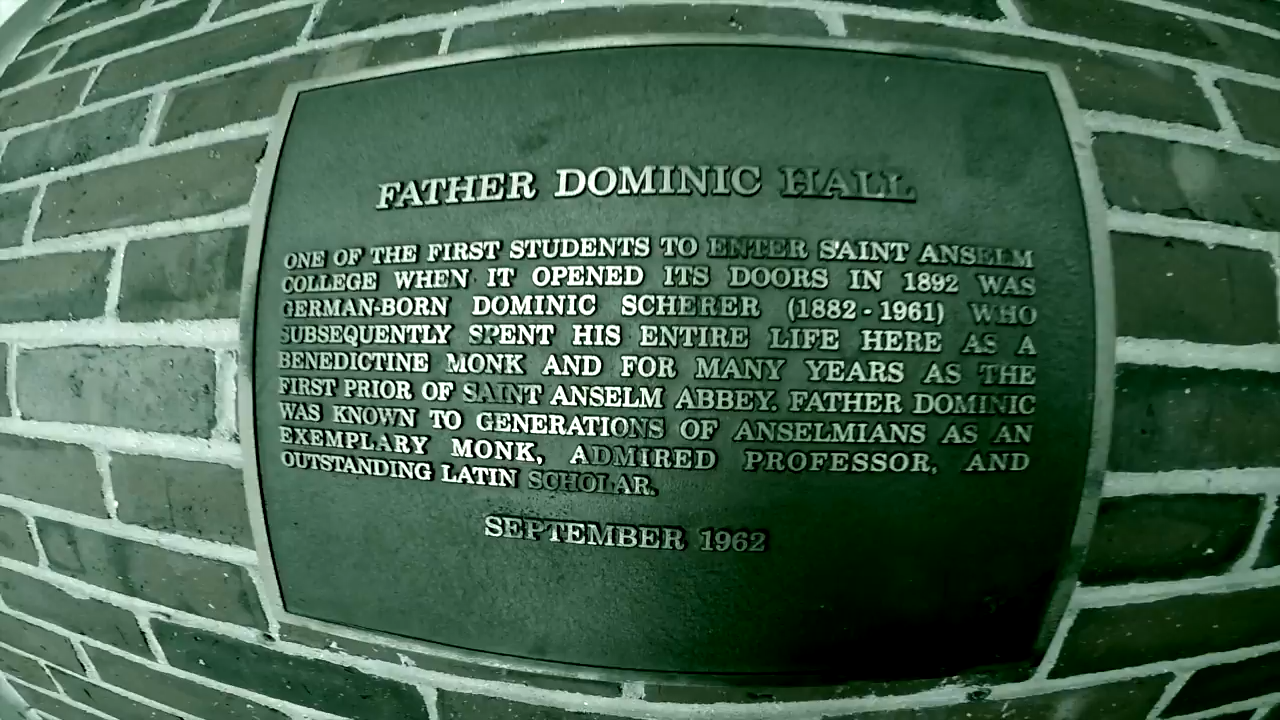 FATHER DOMINIC HALL
ONE OF THE FIRST STUDENTS TO ENTER SAINT ANSELM
COLLEGE WHEN IT OPENED ITS DOORS IN 1892 WAS
GERMAN-BORN DOMINIC SCHERER (1882 - 1961) WHO
SUBSEQUENTLY SPENT HIS ENTIRE LIFE HERE AS A
BENEDICTINE MONK AND FOR MANY YEARS AS THE
FIRST PRIOR OF SAINT ANSELM ABBEY. FATHER DOMINIC
WAS KNOWN TO GENERATIONS OF ANSELMIANS AS AN
EXEMPLARY MONK, ADMIRED PROFESSOR, AND
OUTSTANDING LATIN SCHOLAR.
SEPTEMBER 1962